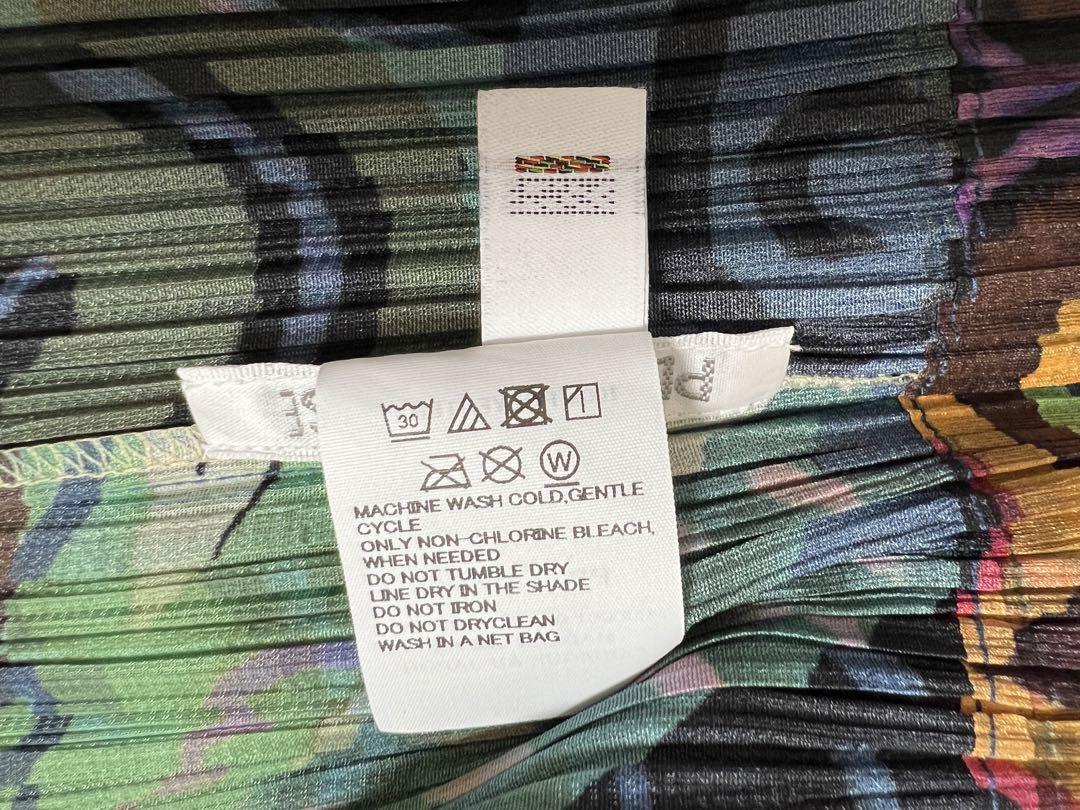 30
W
MACHINE WASH COLD,GENTLE
CYCLE
ONLY NON-CHLORINE BLEACH,
WHEN NEEDED
DO NOT TUMBLE DRY
LINE DRY IN THE SHADE
DO NOT IRON
DO NOT DRYCLEAN
WASH IN A NET BAG